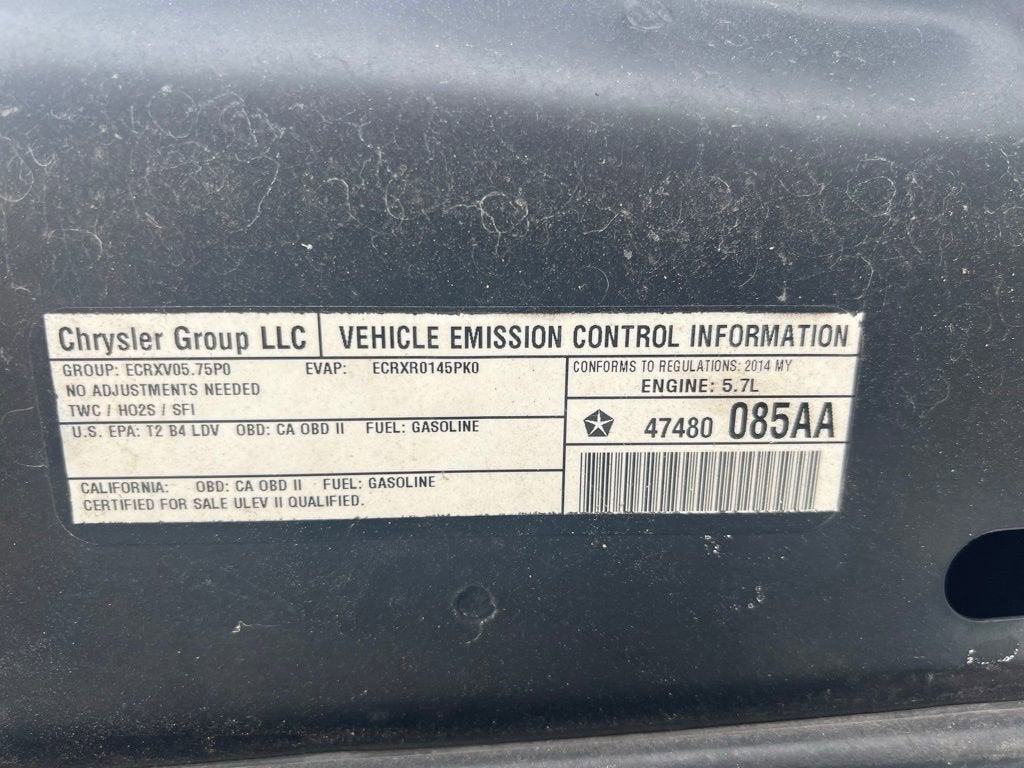 Chrysler Group LLC VEHICLE EMISSION CONTROL INFORMATION
GROUP: ECRXV05.75P0 EVAP: ECRXR0145PK0
NO ADJUSTMENTS NEEDED
TWC / HO2S / SFI
CONFORMS TO REGULATIONS: 2014 MY
ENGINE: 5.7L
U.S. EPA: T2 B4 LDV OBD: CA OBD II FUEL: GASOLINE
47480 085AA
CALIFORNIA: OBD: CA OBD II FUEL: GASOLINE
CERTIFIED FOR SALE ULEV II QUALIFIED.